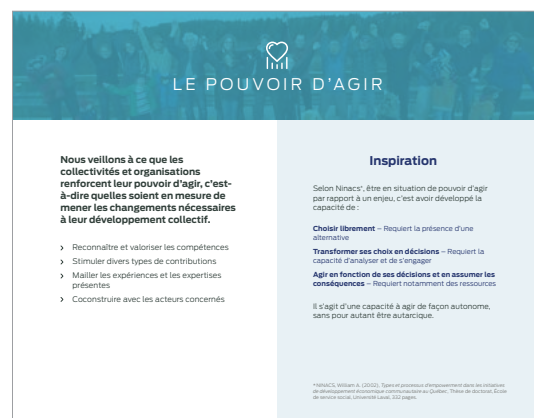 LE POUVOIR D'AGIR
Nous veillons à ce que les
collectivités et organisations
renforcent leur pouvoir d'agir, c'est-
à-dire quelles soient en mesure de
mener les changements nécessaires
à leur développement collectif.
› Reconnaître et valoriser les compétences
› Stimuler divers types de contributions
› Mailler les expériences et les expertises
présentes
› Coconstruire avec les acteurs concernés
Inspiration
Selon Ninacs*, être en situation de pouvoir d'agir
par rapport à un enjeu, c'est avoir développé la
capacité de :
Choisir librement – Requiert la présence d'une
alternative
Transformer ses choix en décisions – Requiert la
capacité d'analyser et de s'engager
Agir en fonction de ses décisions et en assumer les
conséquences – Requiert notamment des ressources
Il s'agit d'une capacité à agir de façon autonome,
sans pour autant être autarcique.
*NINACS, William A. (2002), Types et processus d'empowerment dans les initiatives
de développement économique communautaire au Québec, Thèse de doctorat, École
de service social, Université Laval, 332 pages.